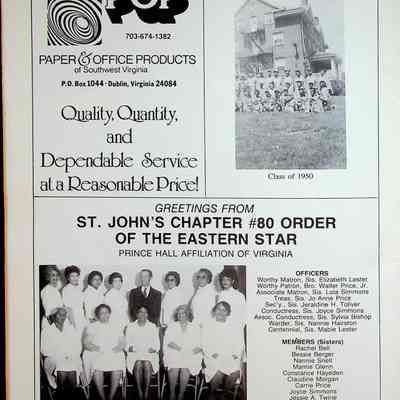 POP
703-674-1382
PAPER & OFFICE PRODUCTS
of Southwest Virginia
P.O. Box 1044 • Dublin, Virginia 24084
Quality, Quantity,
and
Dependable Service
at a Reasonable Price!
Class of 1950
GREETINGS FROM
ST. JOHN'S CHAPTER #80 ORDER
OF THE EASTERN STAR
PRINCE HALL AFFILIATION OF VIRGINIA
OFFICERS
Worthy Matron, Sis. Elizabeth Lester
Worthy Patron, Bro. Walter Price, Jr.
Associate Matron, Sis. Lola Simmons
Treas. Sis. Jo Anne Price
Sec'y., Sis. Jeraldine H. Toliver
Conductress, Sis. Joyce Simmons
Assoc. Conductress, Sis. Sylvia Bishop
Warder, Sis. Nannie Hairston
Centennial, Sis. Mable Lester
MEMBERS (Sisters)
Rachel Bell
Bessie Berger
Nannie Snell
Mamie Glenn
Constance Hayeden
Claudine Morgan
Carrie Price
Joyce Simmons
Jessie A. Twine